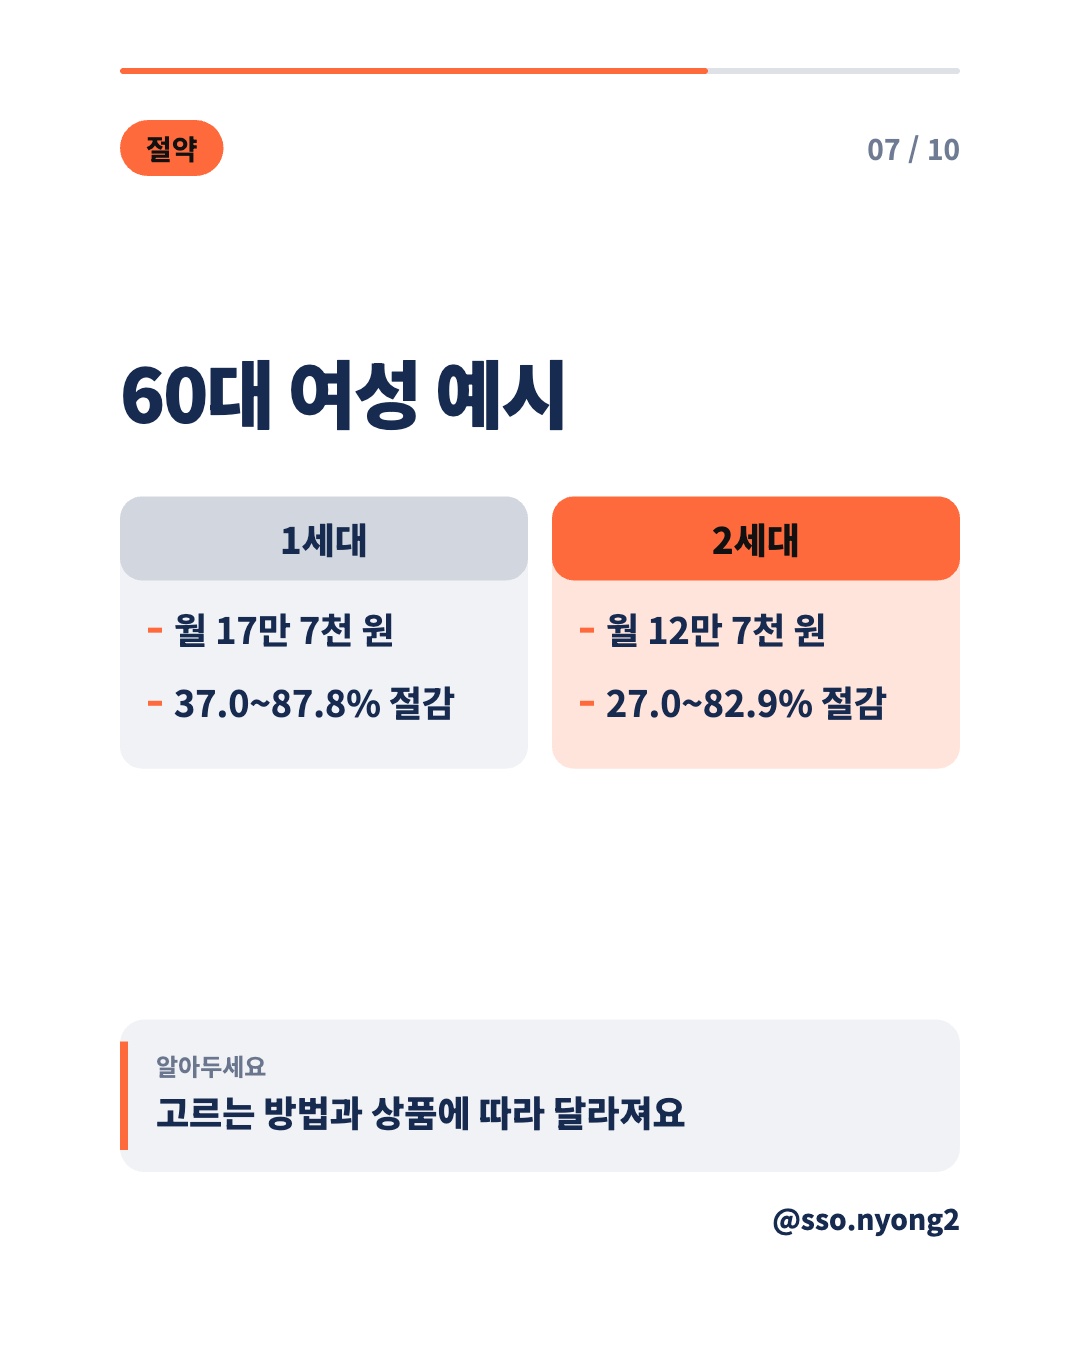 절약
07 / 10
60대 여성 예시
1세대
- 월 17만 7천 원
- 37.0~87.8% 절감
2세대
- 월 12만 7천 원
- 27.0~82.9% 절감
알아두세요
고르는 방법과 상품에 따라 달라져요
@sso.nyong2